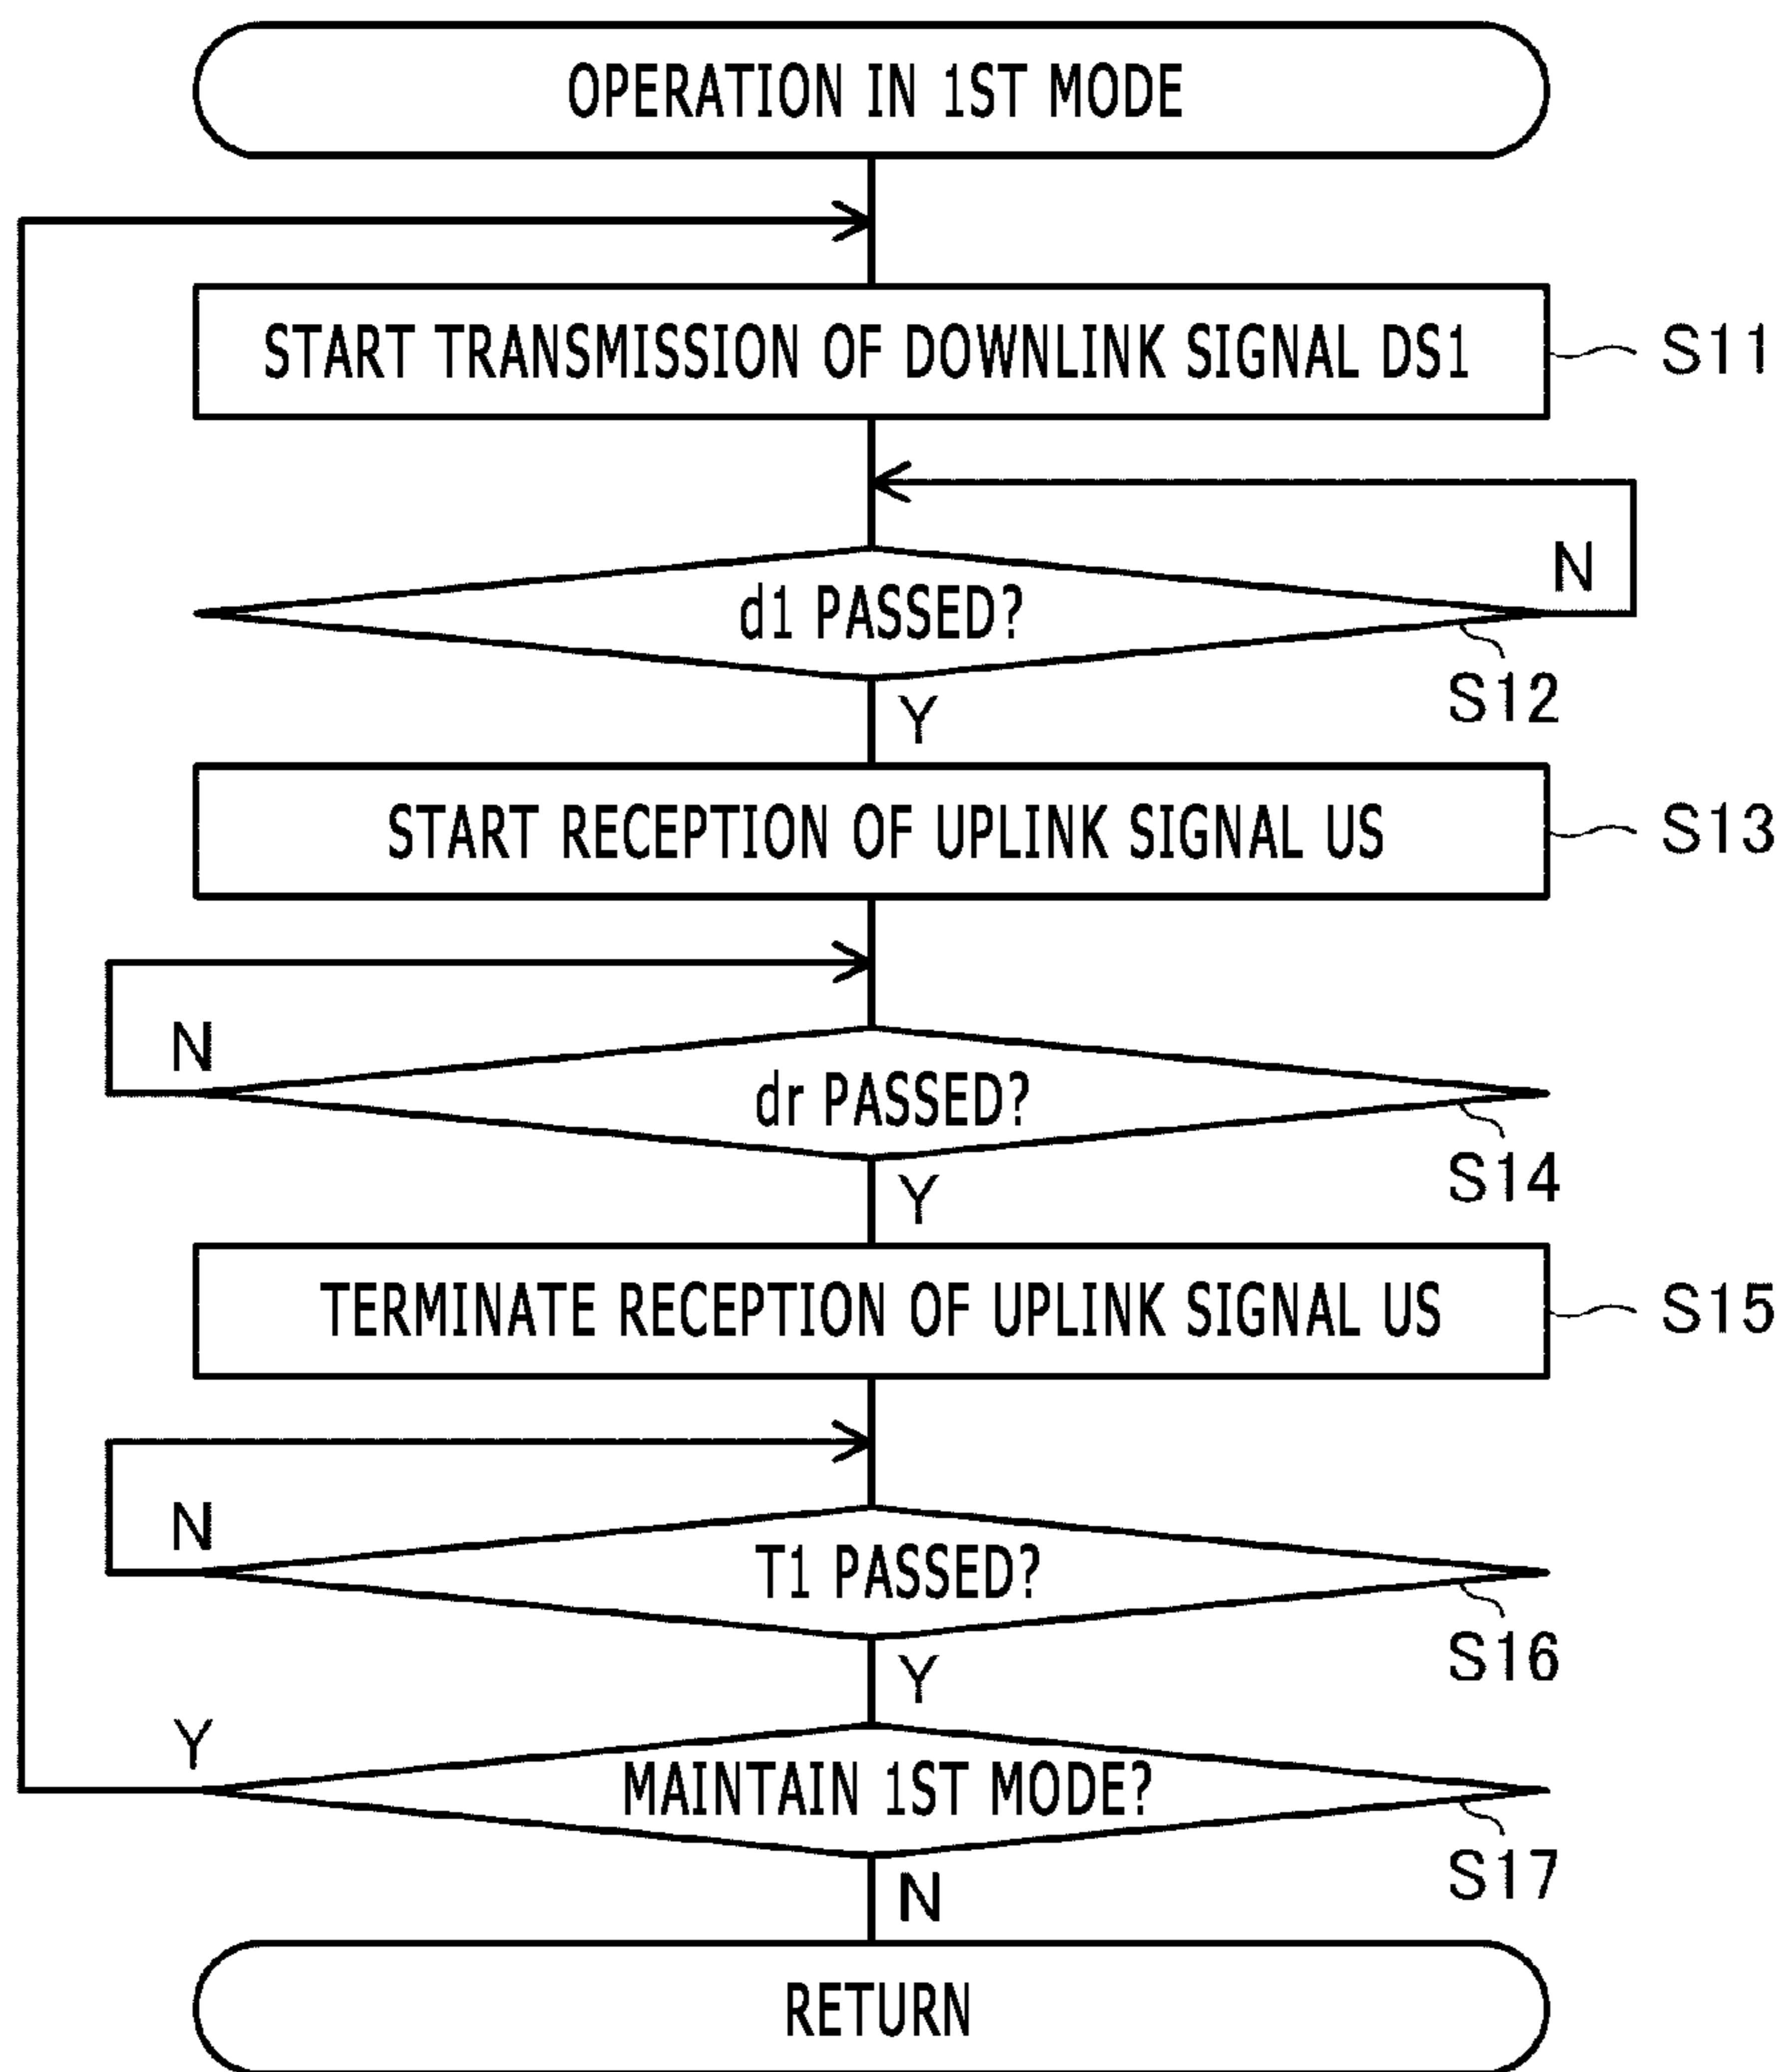 OPERATION IN 1ST MODE
START TRANSMISSION OF DOWNLINK SIGNAL DS1
S11
N
d1 PASSED?
S12
Y
START RECEPTION OF UPLINK SIGNAL US
S13
N
dr PASSED?
S14
Y
TERMINATE RECEPTION OF UPLINK SIGNAL US
S15
N
T1 PASSED?
S16
Y
Y
MAINTAIN 1ST MODE?
S17
N
RETURN